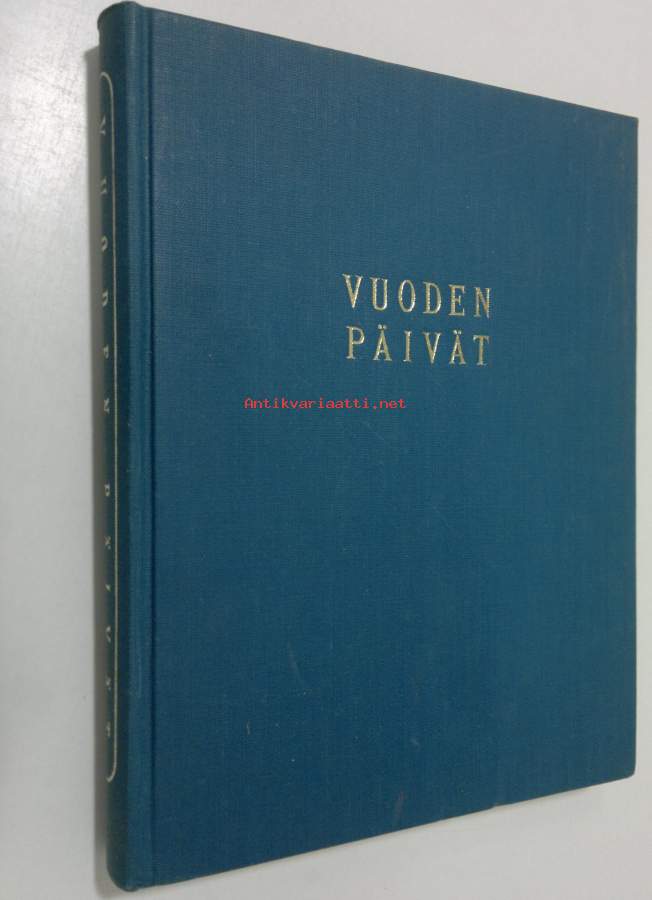 VUODEN
PÄIVÄT
Antikvariaatti.net
VUODEN PÄIVÄT